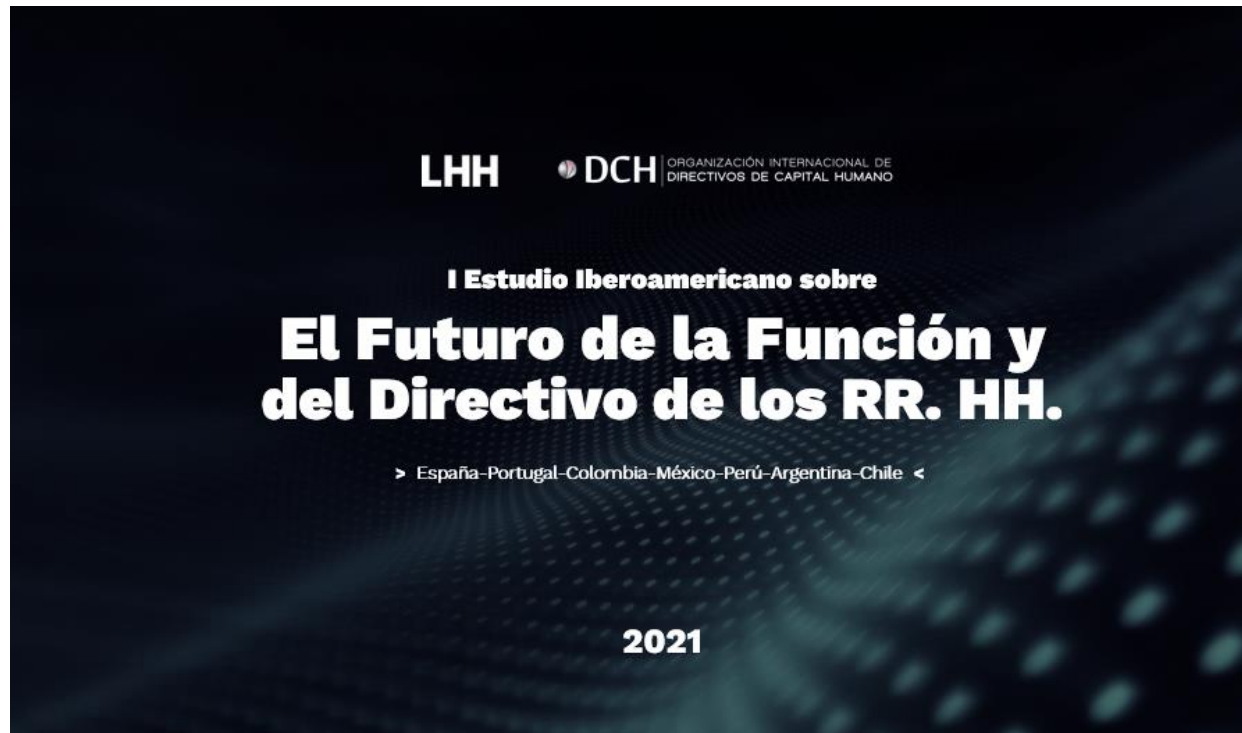 LHH
DCH ORGANIZACIÓN INTERNACIONAL DE
DIRECTIVOS DE CAPITAL HUMANO
I Estudio Iberoamericano sobre
El Futuro de la Función y
del Directivo de los RR. HH.
> España-Portugal-Colombia-México-Perú-Argentina-Chile <
2021